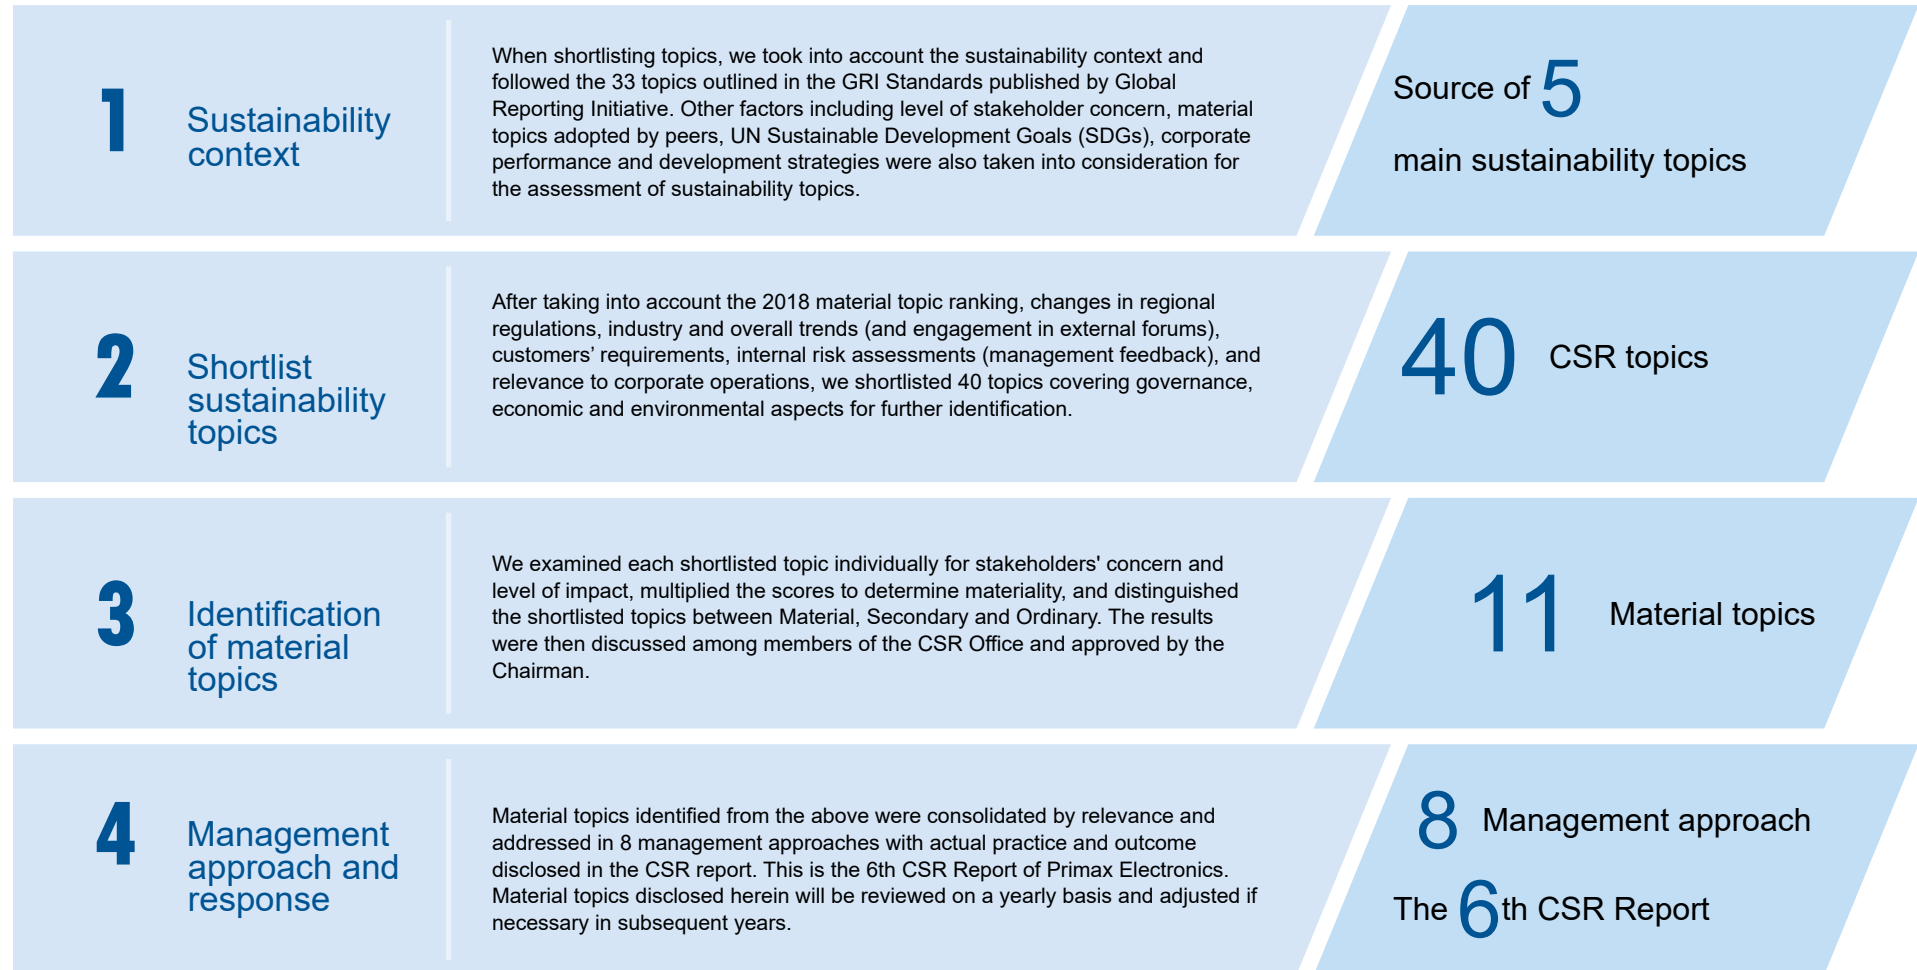 1
Sustainability
context
When shortlisting topics, we took into account the sustainability context and
followed the 33 topics outlined in the GRI Standards published by Global
Reporting Initiative. Other factors including level of stakeholder concern, material
topics adopted by peers, UN Sustainable Development Goals (SDGs), corporate
performance and development strategies were also taken into consideration for
the assessment of sustainability topics.
Source of 5
main sustainability topics
2
Shortlist
sustainability
topics
After taking into account the 2018 material topic ranking, changes in regional
regulations, industry and overall trends (and engagement in external forums),
customers’ requirements, internal risk assessments (management feedback), and
relevance to corporate operations, we shortlisted 40 topics covering governance,
economic and environmental aspects for further identification.
40 CSR topics
3
Identification
of material
topics
We examined each shortlisted topic individually for stakeholders' concern and
level of impact, multiplied the scores to determine materiality, and distinguished
the shortlisted topics between Material, Secondary and Ordinary. The results
were then discussed among members of the CSR Office and approved by the
Chairman.
11 Material topics
4
Management
approach and
response
Material topics identified from the above were consolidated by relevance and
addressed in 8 management approaches with actual practice and outcome
disclosed in the CSR report. This is the 6th CSR Report of Primax Electronics.
Material topics disclosed herein will be reviewed on a yearly basis and adjusted if
necessary in subsequent years.
8 Management approach
The 6th CSR Report